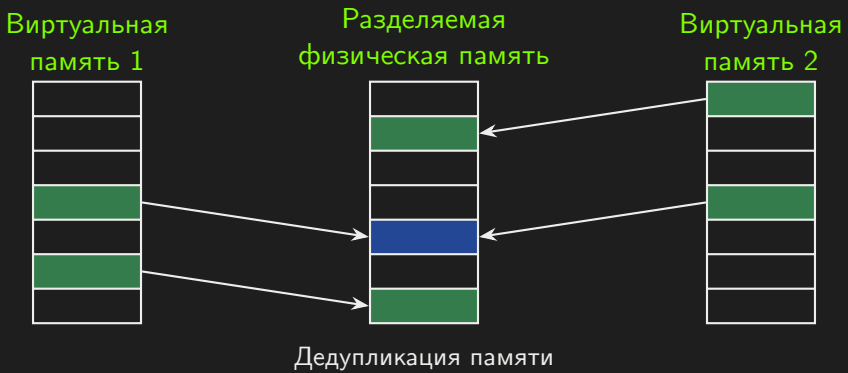 Виртуальная
память 1
Разделяемая
физическая память
Виртуальная
память 2
Дедупликация памяти